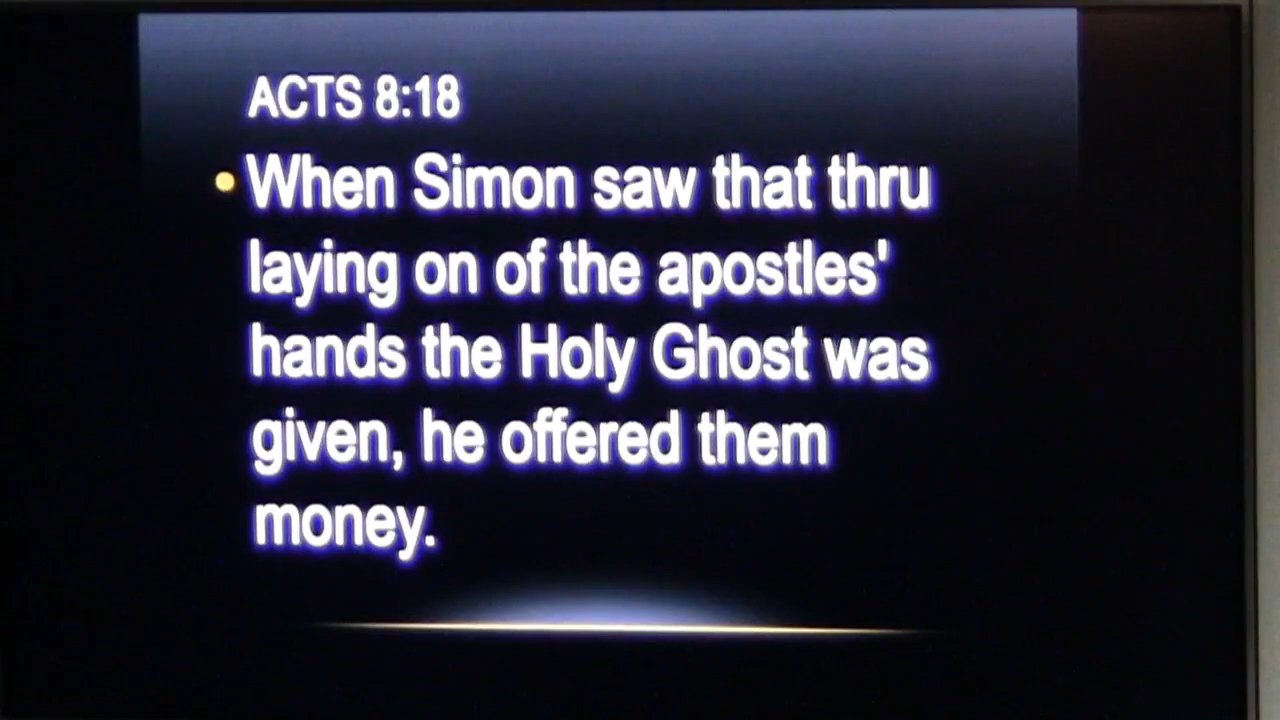 ACTS 8:18
• When Simon saw that thru
laying on of the apostles'
hands the Holy Ghost was
given, he offered them
money.